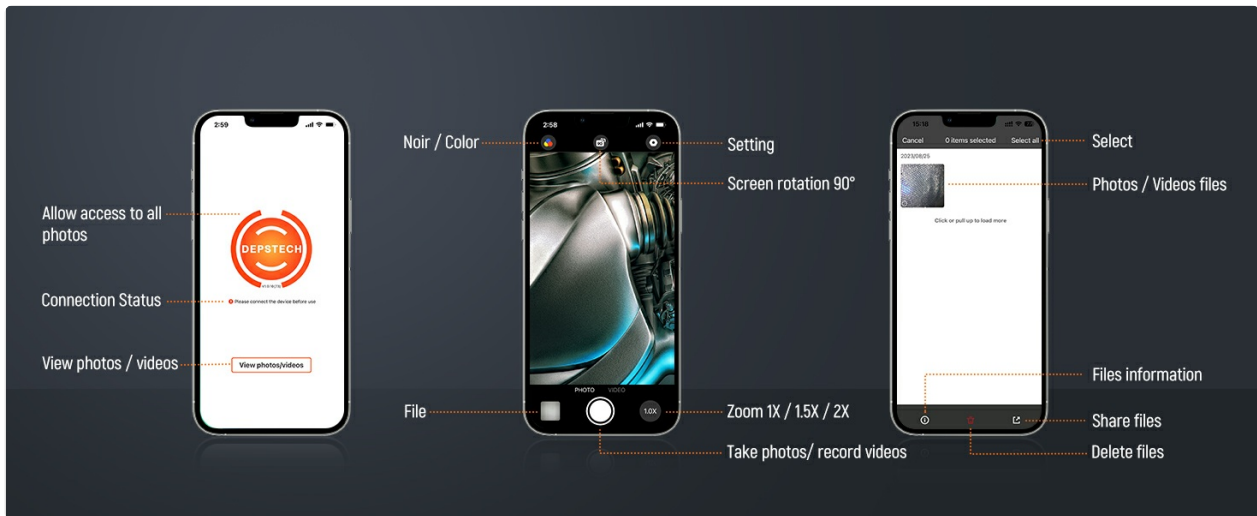 2:59
Allow access to all
photos
DEPSTECH
Please connect the device before use
Connection Status
View photos / videos
View photos/videos
2:58
Noir / Color
Setting
Screen rotation 90°
PHOTO VIDEO
File
1.0X
Zoom 1X / 1.5X / 2X
Take photos/ record videos
15:18
Cancel 0 items selected Select all
Select
2023/08/25
Photos / Videos files
Click or pull up to load more
Files information
Share files
Delete files